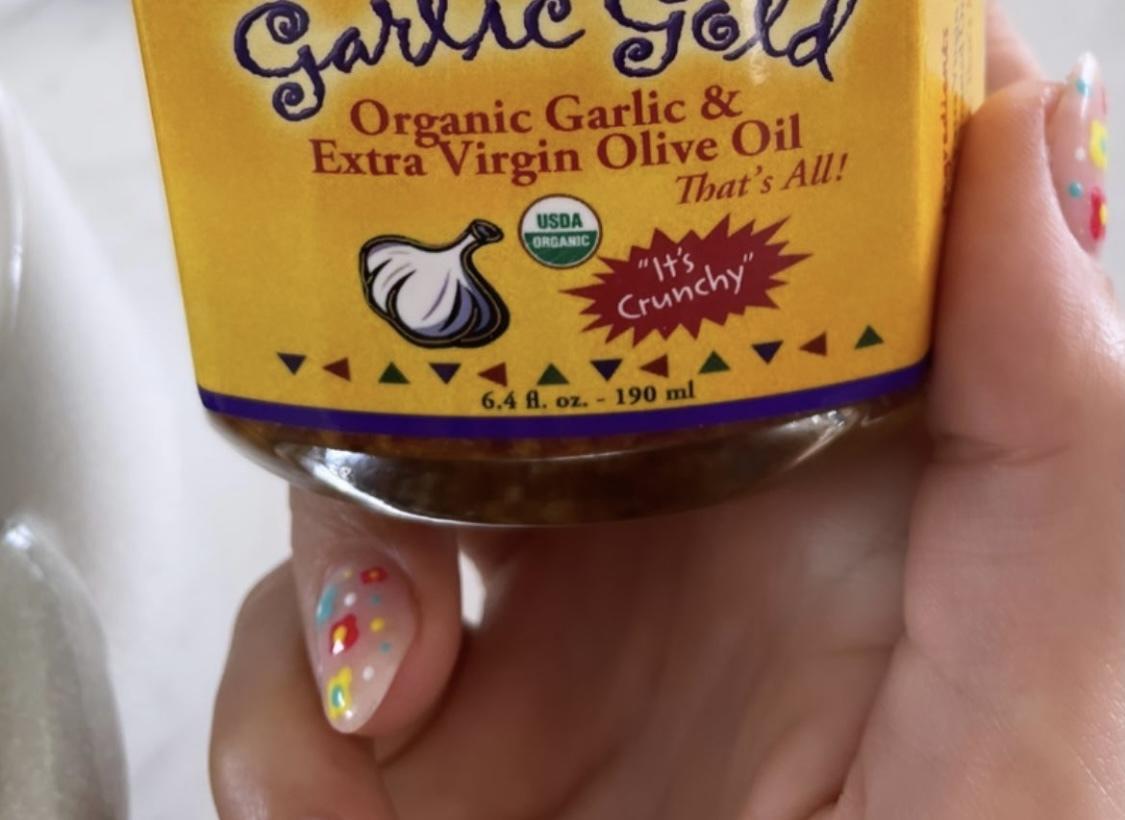 Garlic Gold
Organic Garlic &
Extra Virgin Olive Oil
That's All!
USDA
ORGANIC
"It's
Crunchy"
6.4 fl. oz. - 190 ml